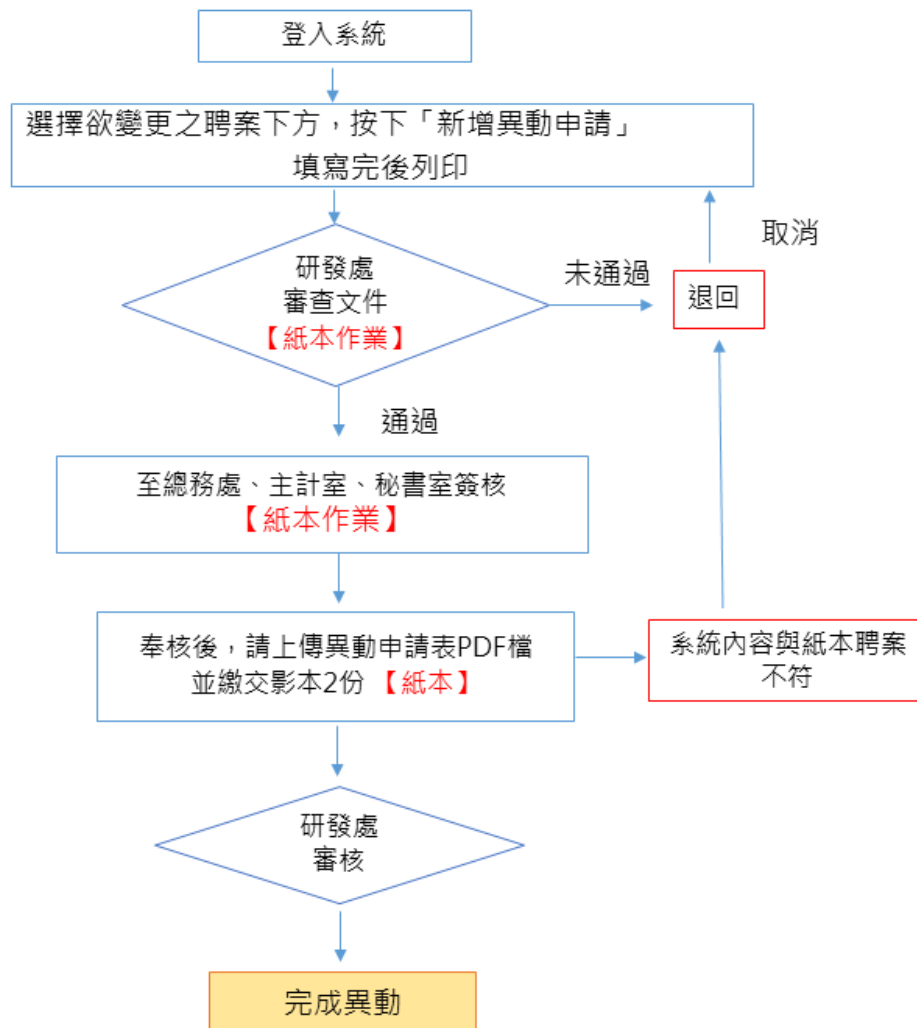 登入系統
選擇欲變更之聘案下方，按下「新增異動申請」
填寫完後列印
取消
研發處
審查文件
【紙本作業】
未通過
退回
通過
至總務處、主計室、秘書室簽核
【紙本作業】
奉核後，請上傳異動申請表PDF檔
並繳交影本2份 【紙本】
系統內容與紙本聘案
不符
研發處
審核
完成異動